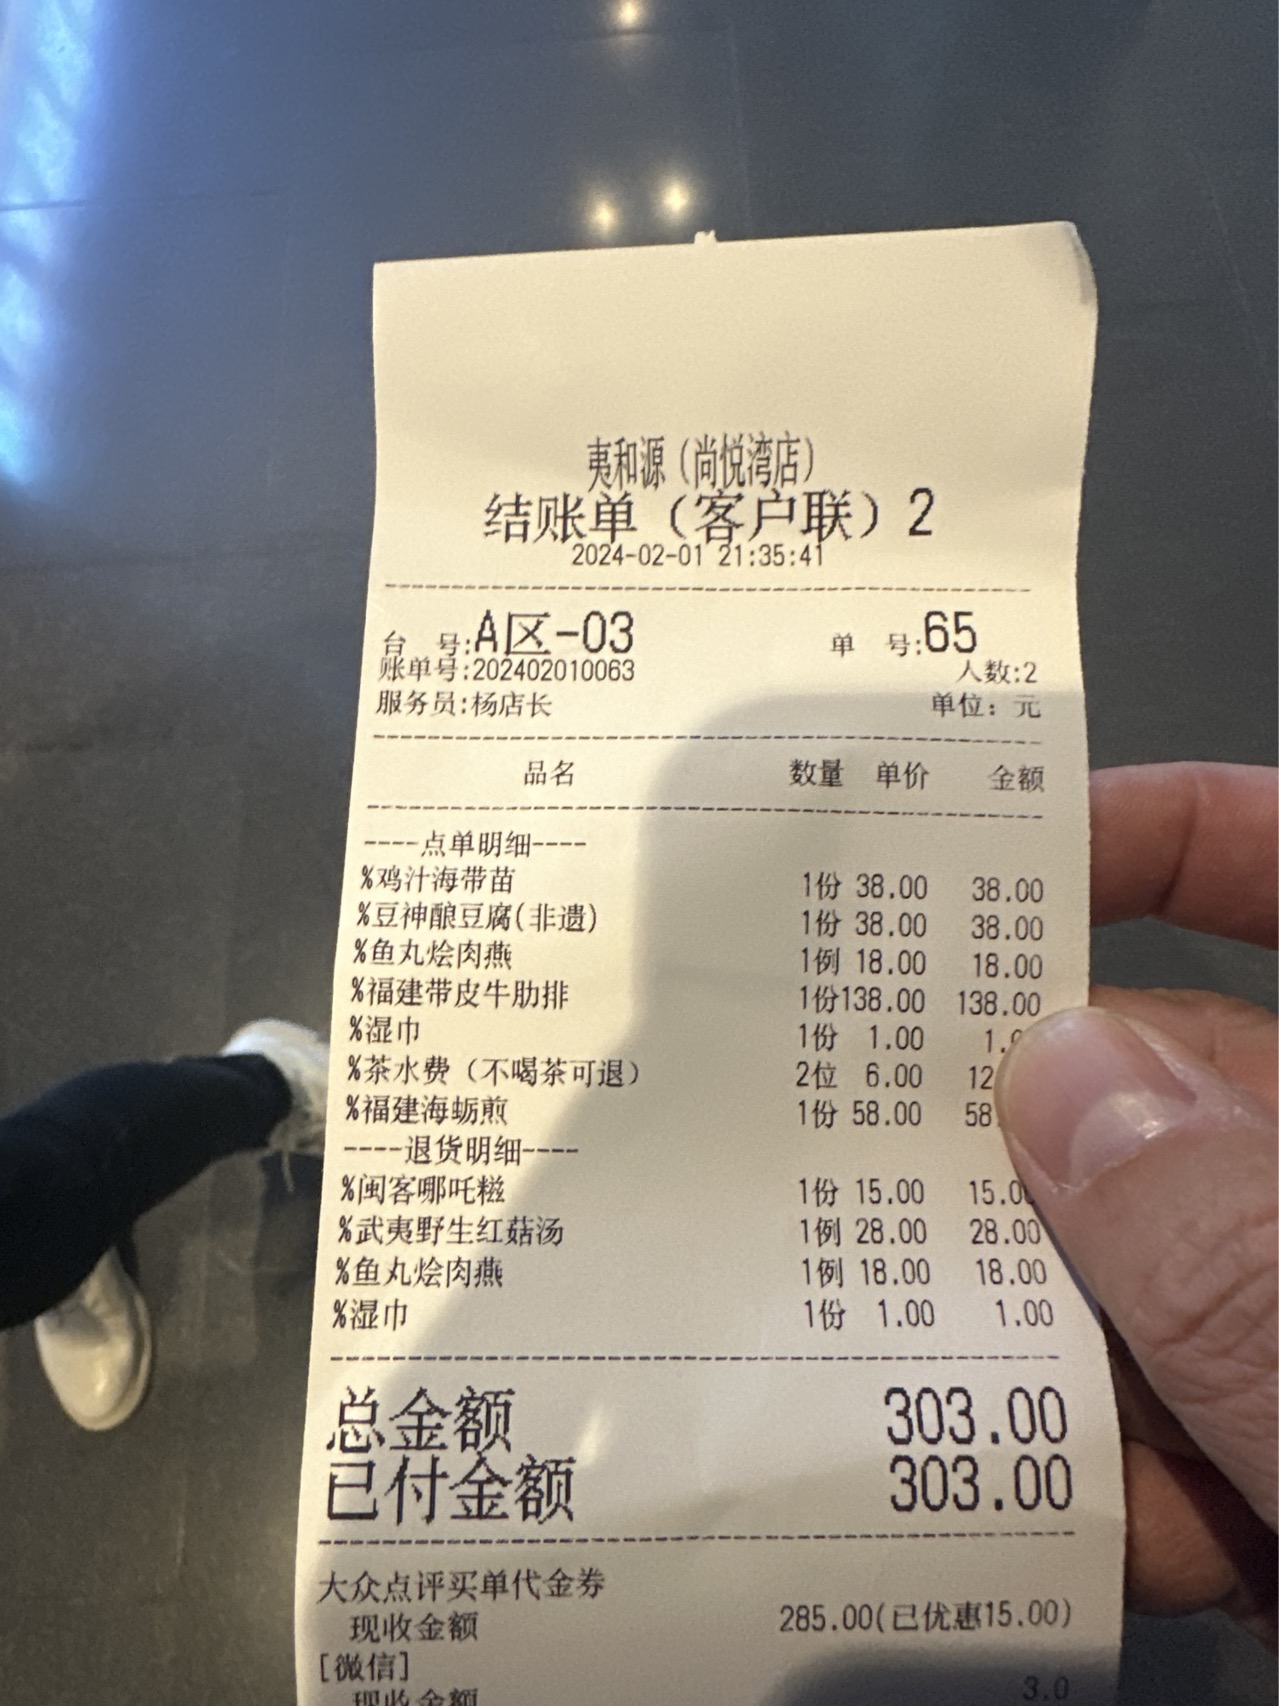 夷和源（尚悦湾店）
结账单（客户联）2
2024-02-01 21:35:41
台 号:A区-03 单 号:65
账单号:202402010063 人数:2
服务员:杨店长 单位：元
品名 数量 单价 金额
----点单明细----
%鸡汁海带苗 1份 38.00 38.00
%豆神酿豆腐(非遗) 1份 38.00 38.00
%鱼丸烩肉燕 1例 18.00 18.00
%福建带皮牛肋排 1份138.00 138.00
%湿巾 1份 1.00 1.
%茶水费（不喝茶可退） 2位 6.00 12
%福建海蛎煎 1份 58.00 58
----退货明细----
%闽客哪吒糍 1份 15.00 15.00
%武夷野生红菇汤 1例 28.00 28.00
%鱼丸烩肉燕 1例 18.00 18.00
%湿巾 1份 1.00 1.00
总金额 303.00
已付金额 303.00
大众点评买单代金券
现收金额 285.00(已优惠15.00)
[微信]
现收金额 3.0